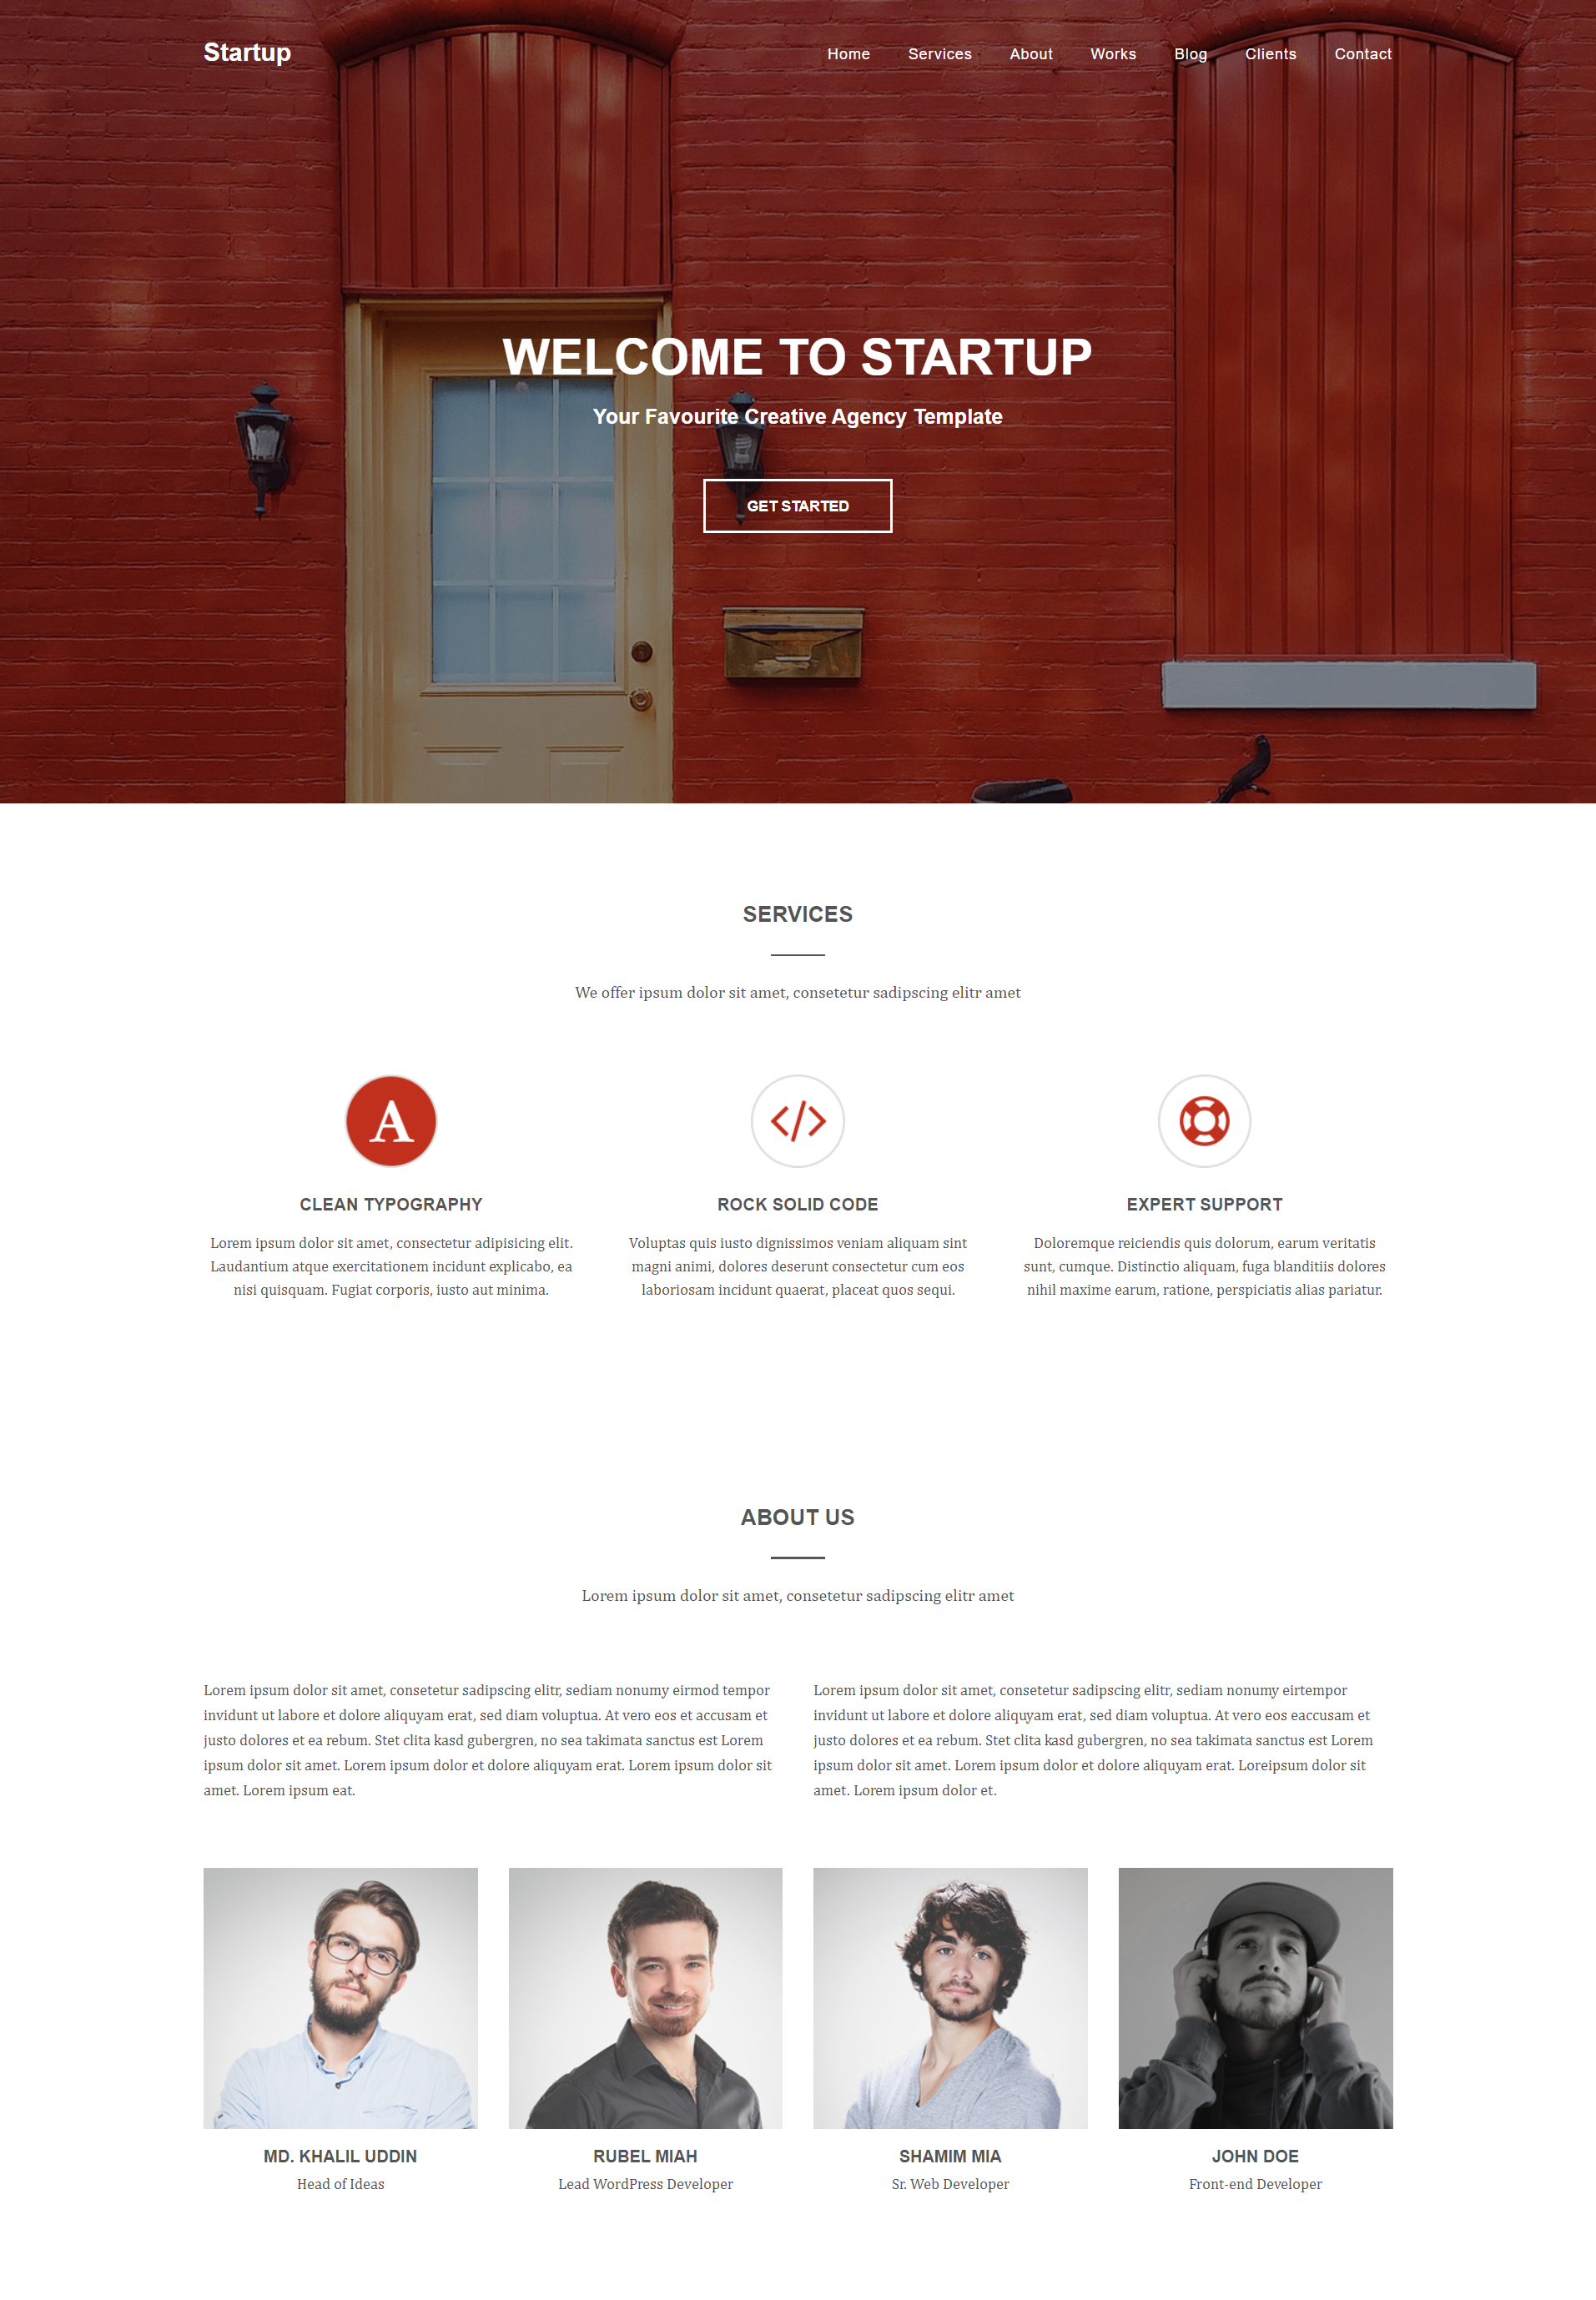 Startup
Home Services About Works Blog Clients Contact
WELCOME TO STARTUP
Your Favourite Creative Agency Template
GET STARTED
SERVICES
We offer ipsum dolor sit amet, consetetur sadipscing elitr amet
A
CLEAN TYPOGRAPHY
Lorem ipsum dolor sit amet, consectetur adipisicing elit.
Laudantium atque exercitationem incidunt explicabo, ea
nisi quisquam. Fugiat corporis, iusto aut minima.
</>
ROCK SOLID CODE
Voluptas quis iusto dignissimos veniam aliquam sint
magni animi, dolores deserunt consectetur cum eos
laboriosam incidunt quaerat, placeat quos sequi.
EXPERT SUPPORT
Doloremque reiciendis quis dolorum, earum veritatis
sunt, cumque. Distinctio aliquam, fuga blanditiis dolores
nihil maxime earum, ratione, perspiciatis alias pariatur.
ABOUT US
Lorem ipsum dolor sit amet, consetetur sadipscing elitr amet
Lorem ipsum dolor sit amet, consetetur sadipscing elitr, sediam nonumy eirmod tempor
invidunt ut labore et dolore aliquyam erat, sed diam voluptua. At vero eos et accusam et
justo dolores et ea rebum. Stet clita kasd gubergren, no sea takimata sanctus est Lorem
ipsum dolor sit amet. Lorem ipsum dolor et dolore aliquyam erat. Lorem ipsum dolor sit
amet. Lorem ipsum eat.
Lorem ipsum dolor sit amet, consetetur sadipscing elitr, sediam nonumy eirtempor
invidunt ut labore et dolore aliquyam erat, sed diam voluptua. At vero eos eaccusam et
justo dolores et ea rebum. Stet clita kasd gubergren, no sea takimata sanctus est Lorem
ipsum dolor sit amet. Lorem ipsum dolor et dolore aliquyam erat. Loreipsum dolor sit
amet. Lorem ipsum dolor et.
MD. KHALIL UDDIN
Head of Ideas
RUBEL MIAH
Lead WordPress Developer
SHAMIM MIA
Sr. Web Developer
JOHN DOE
Front-end Developer